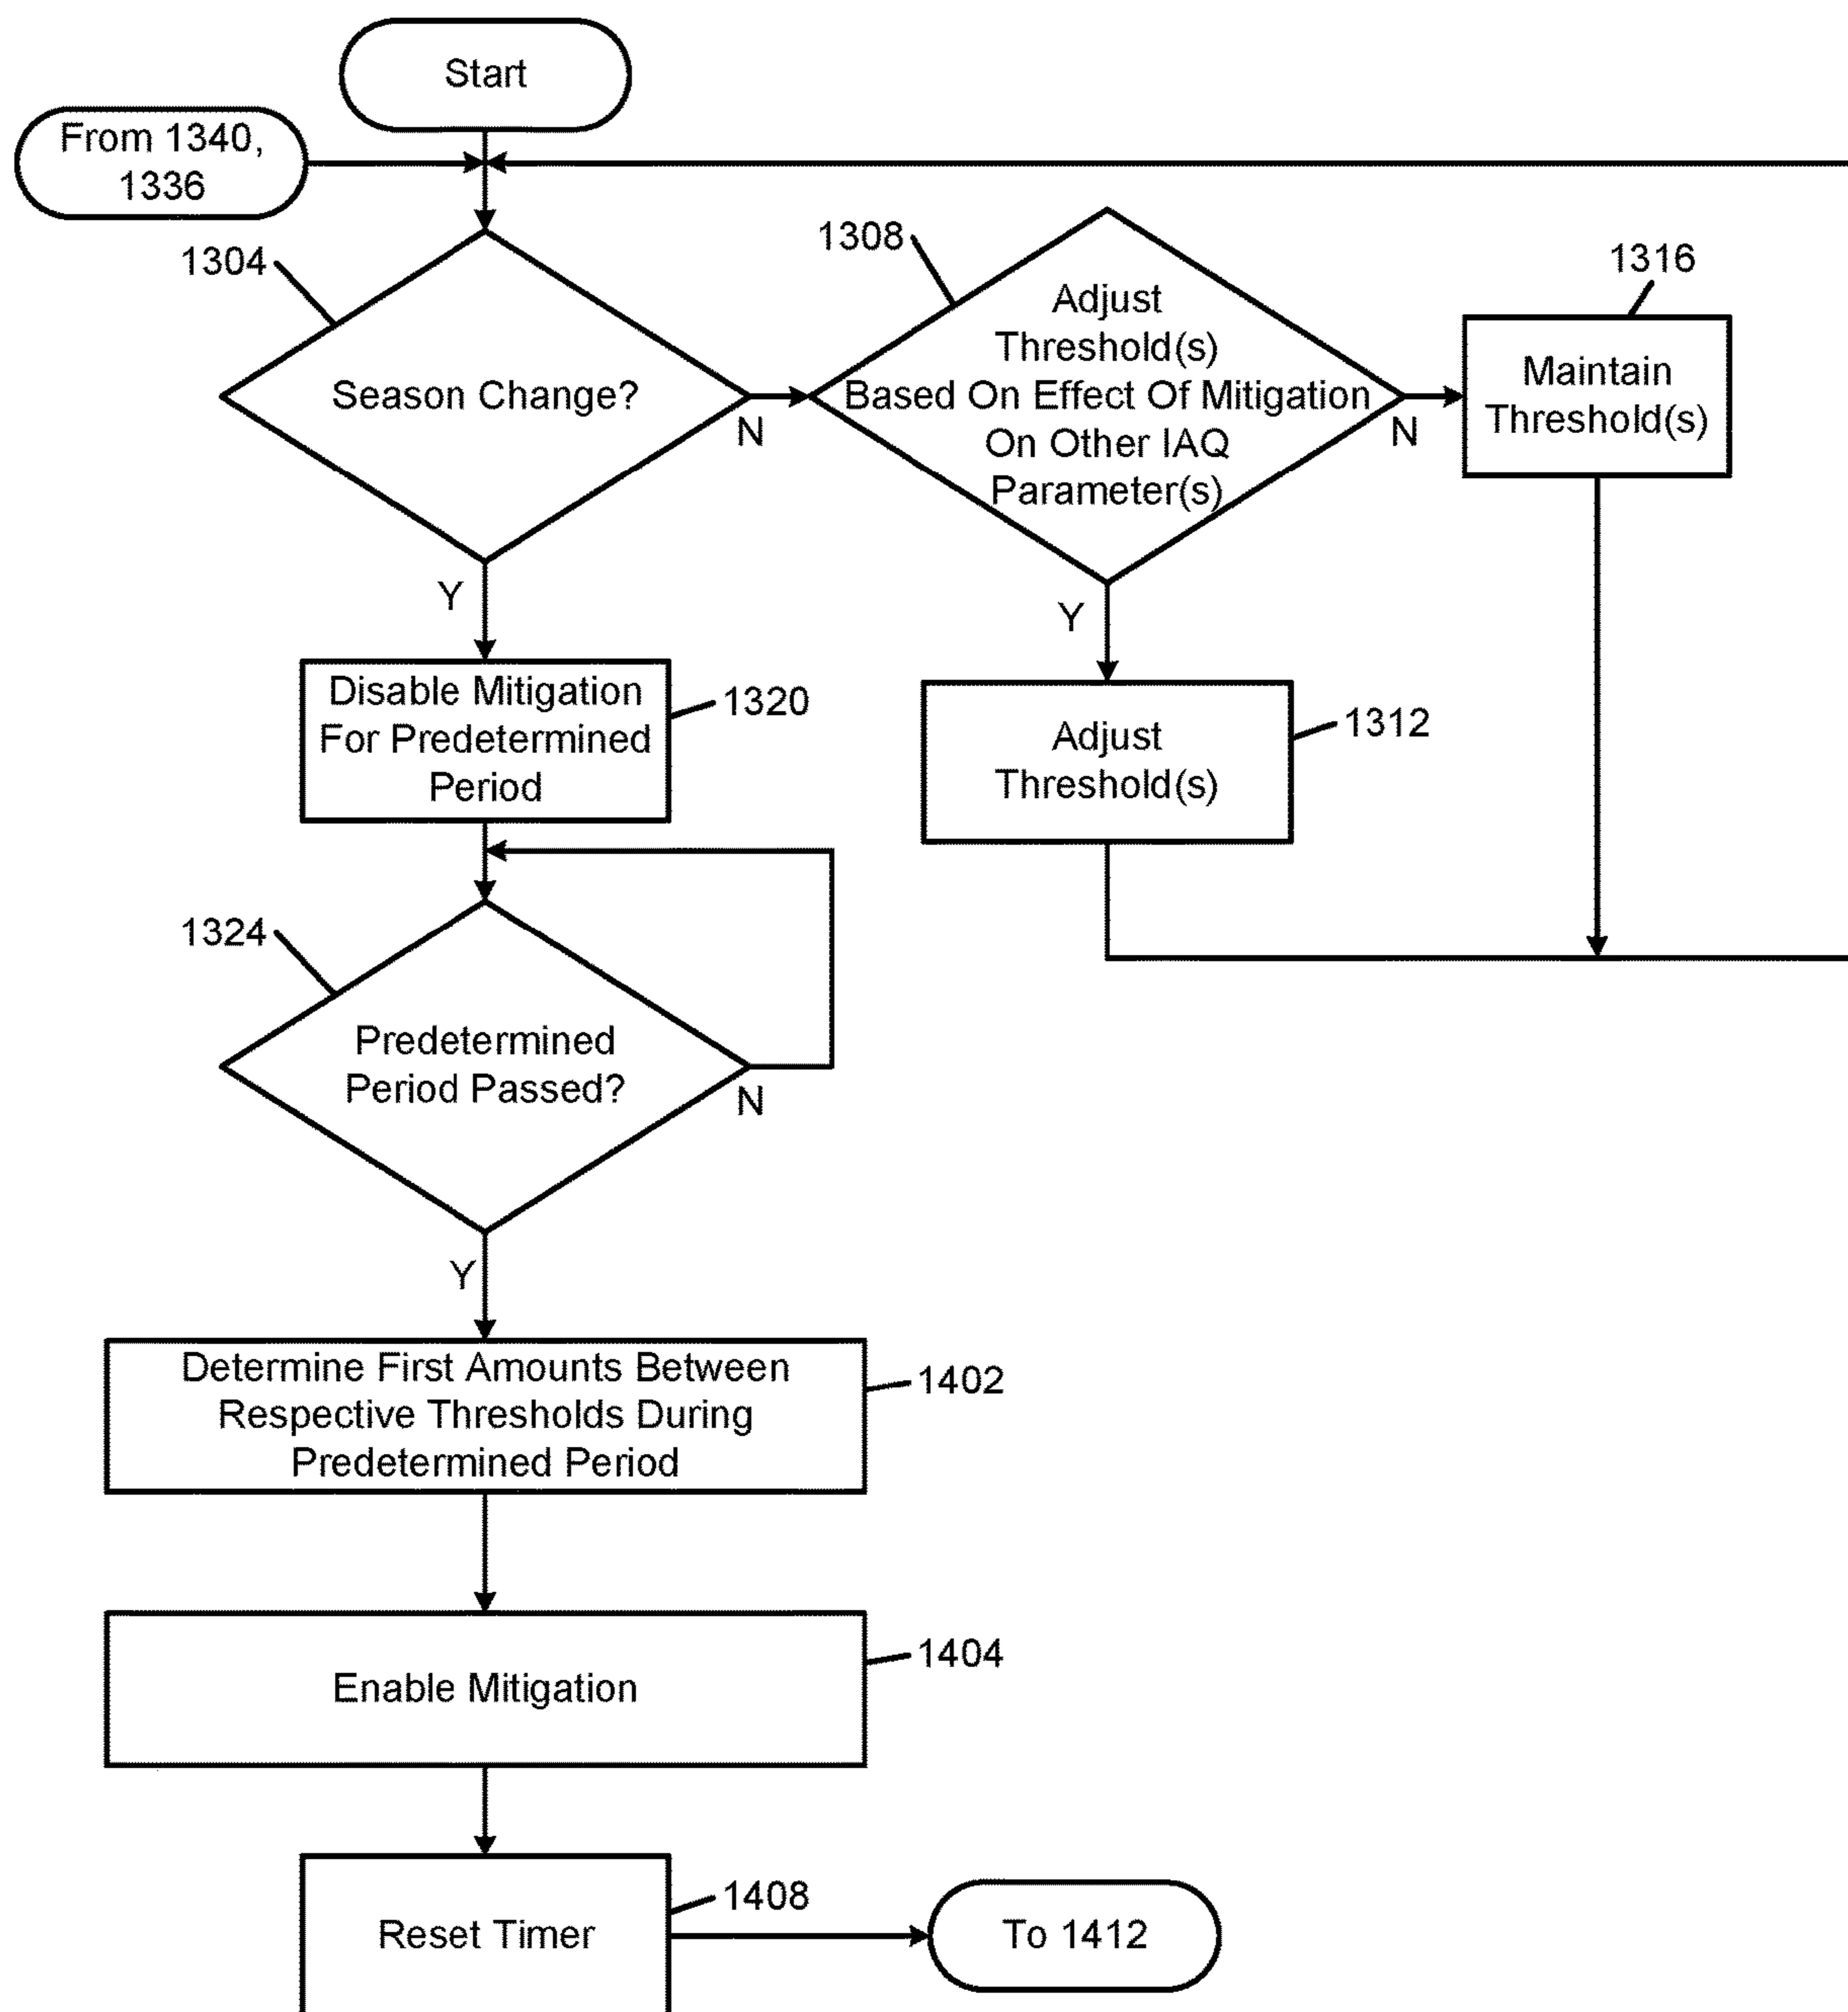 Start
From 1340,
1336
1304
Season Change?
N
Y
1308
Adjust
Threshold(s)
Based On Effect Of Mitigation
On Other IAQ
Parameter(s)
N
Y
1316
Maintain
Threshold(s)
1312
Adjust
Threshold(s)
Disable Mitigation
For Predetermined
Period
1320
1324
Predetermined
Period Passed?
N
Y
Determine First Amounts Between
Respective Thresholds During
Predetermined Period
1402
Enable Mitigation
1404
Reset Timer
1408
To 1412